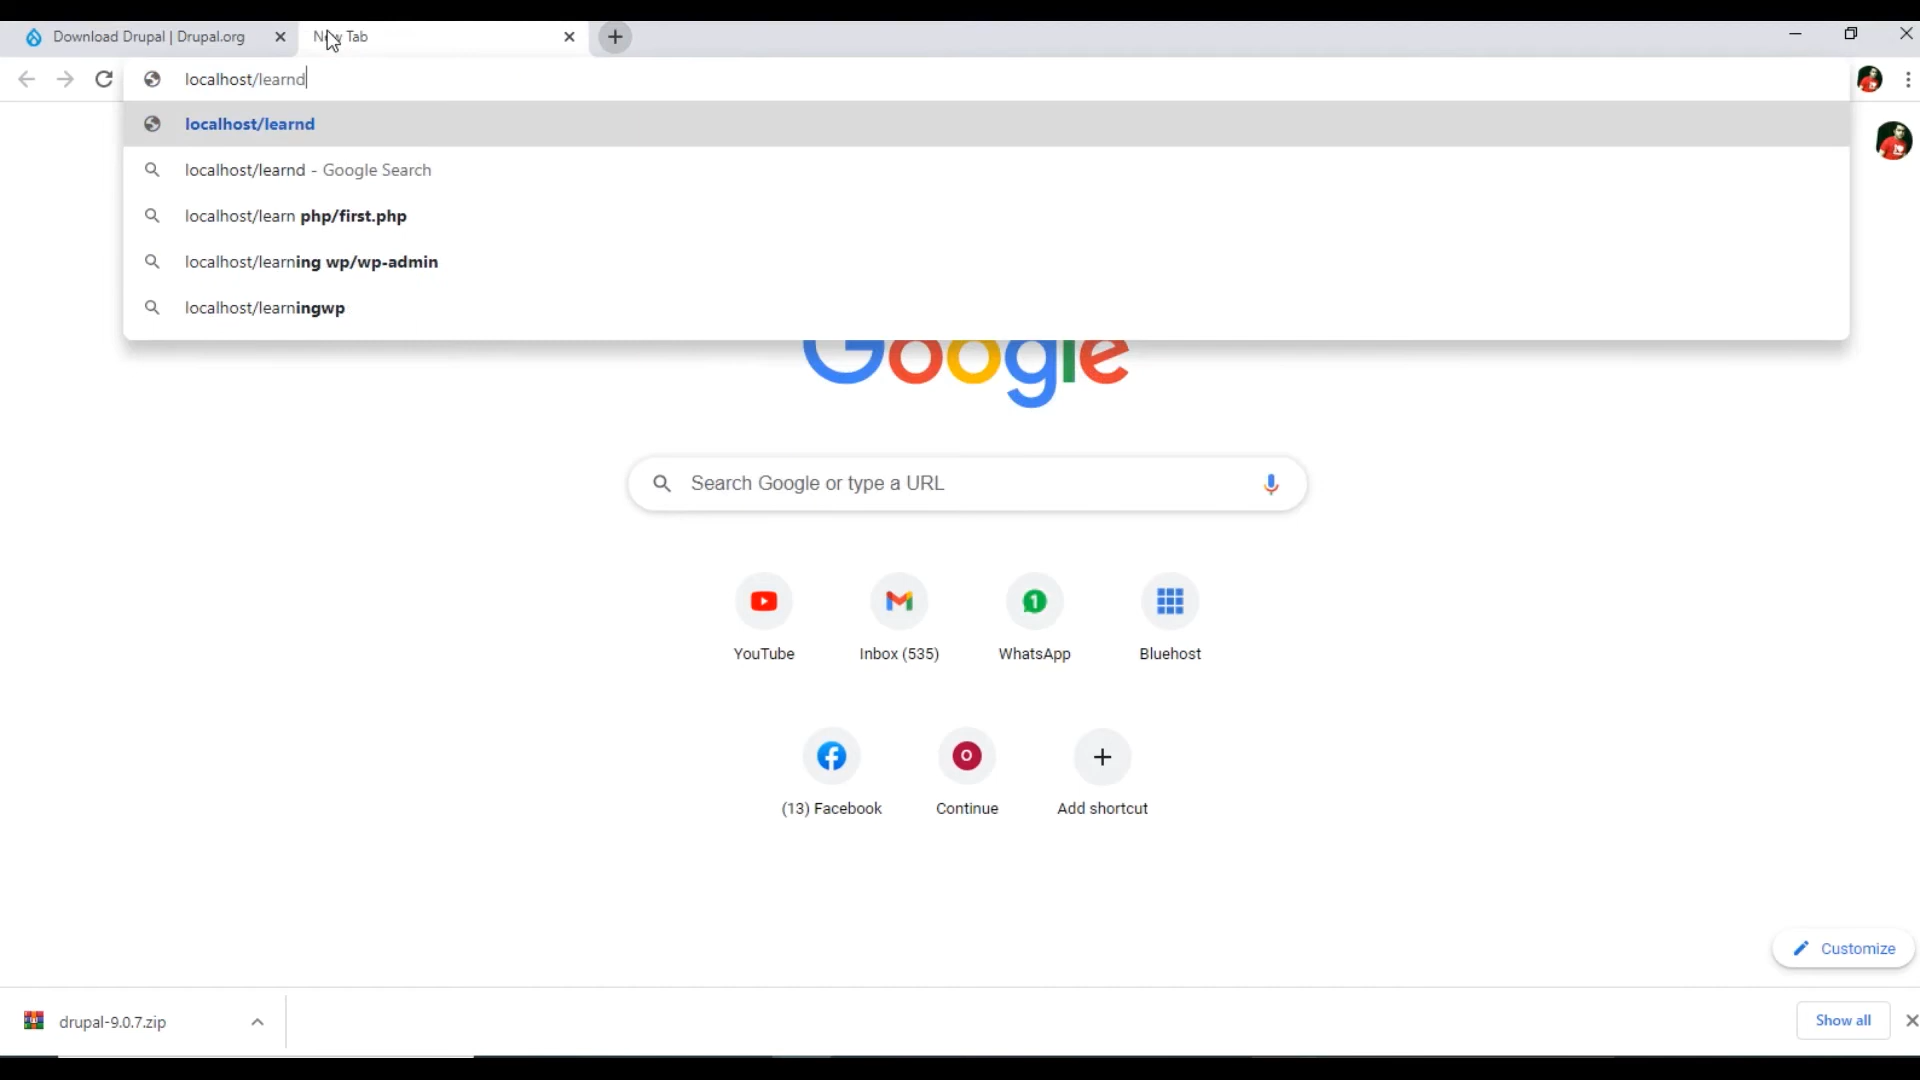 Download Drupal | Drupal.org
New Tab
localhost/learnd
localhost/learnd
localhost/learnd - Google Search
localhost/learn php/first.php
localhost/learning wp/wp-admin
localhost/learningwp
Google
Search Google or type a URL
1
YouTube
Inbox (535)
WhatsApp
Bluehost
O
(13) Facebook
Continue
Add shortcut
Customize
drupal-9.0.7.zip
Show all